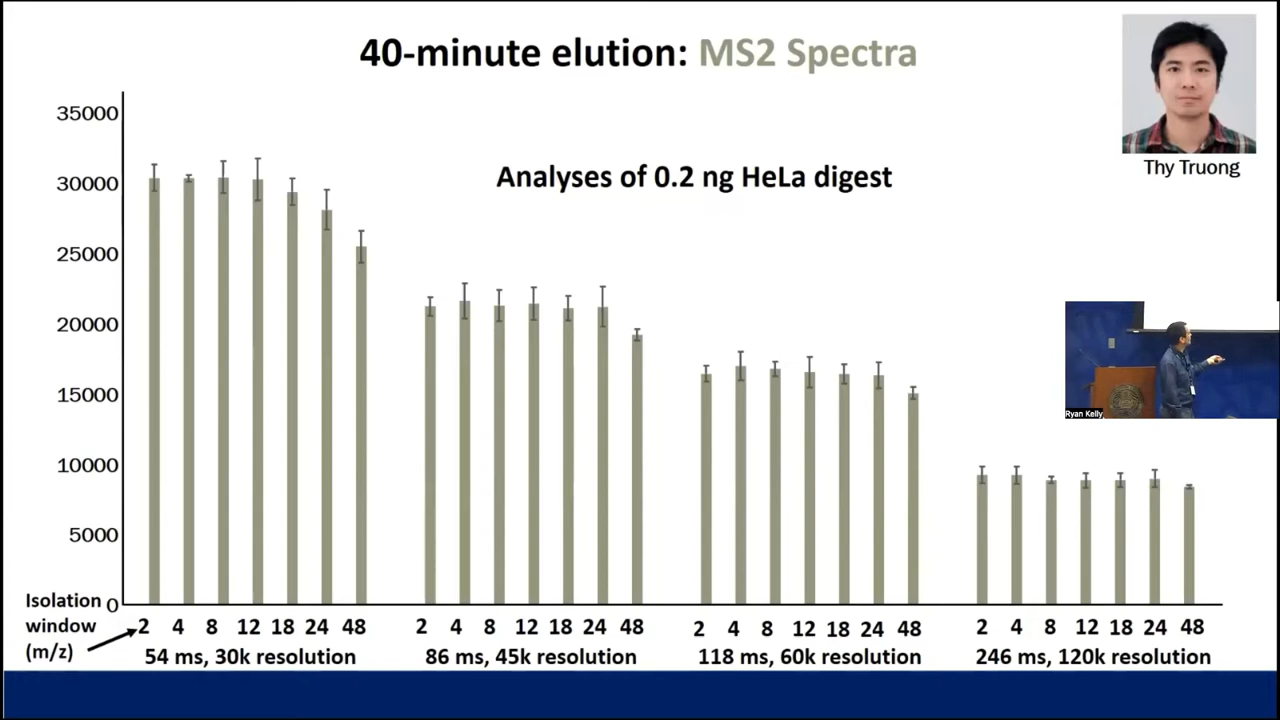 40-minute elution: MS2 Spectra
Thy Truong
Analyses of 0.2 ng HeLa digest
35000
30000
25000
20000
15000
10000
5000
0
Ryan Kelly
Isolation
window
(m/z)
2 4 8 12 18 24 48
54 ms, 30k resolution
2 4 8 12 18 24 48
86 ms, 45k resolution
2 4 8 12 18 24 48
118 ms, 60k resolution
2 4 8 12 18 24 48
246 ms, 120k resolution